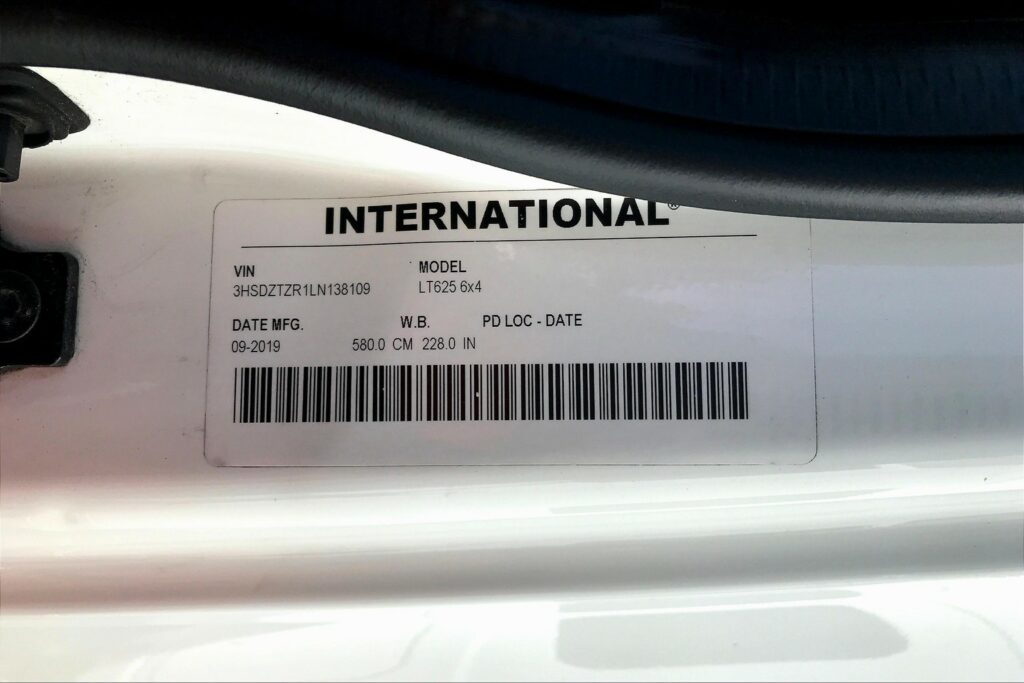 INTERNATIONAL®
VIN MODEL
3HSDZTZR1LN138109 LT625 6x4
DATE MFG. W.B. PD LOC - DATE
09-2019 580.0 CM 228.0 IN